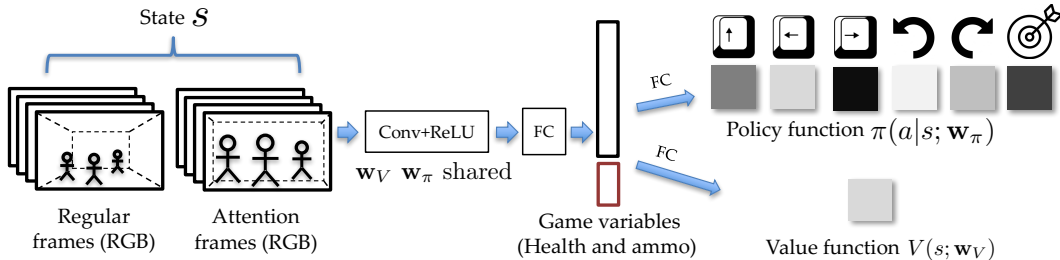 State s
Conv+ReLU
FC
w_V w_π shared
FC
FC
Regular
frames (RGB)
Attention
frames (RGB)
Game variables
(Health and ammo)
Policy function π(a|s; w_π)
Value function V(s; w_V)